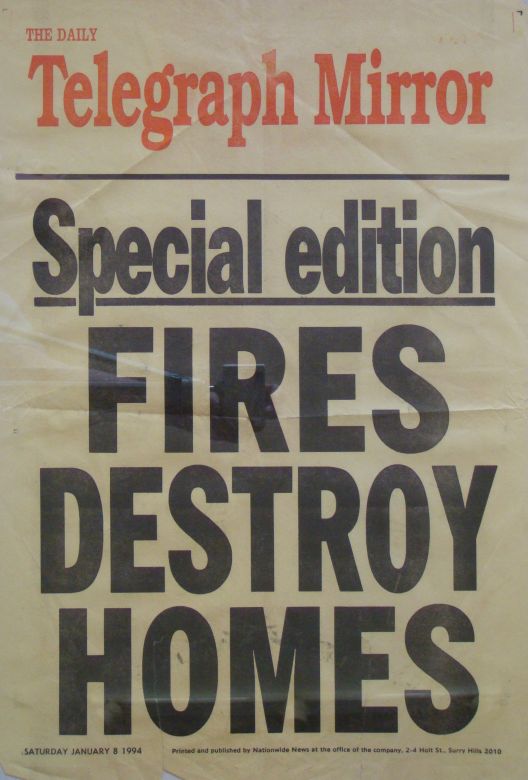 THE DAILY
Telegraph Mirror
Special edition
FIRES
DESTROY
HOMES
SATURDAY JANUARY 8 1994 Printed and published by Nationwide News at the office of the company, 2-4 Holt St., Surry Hills 2010